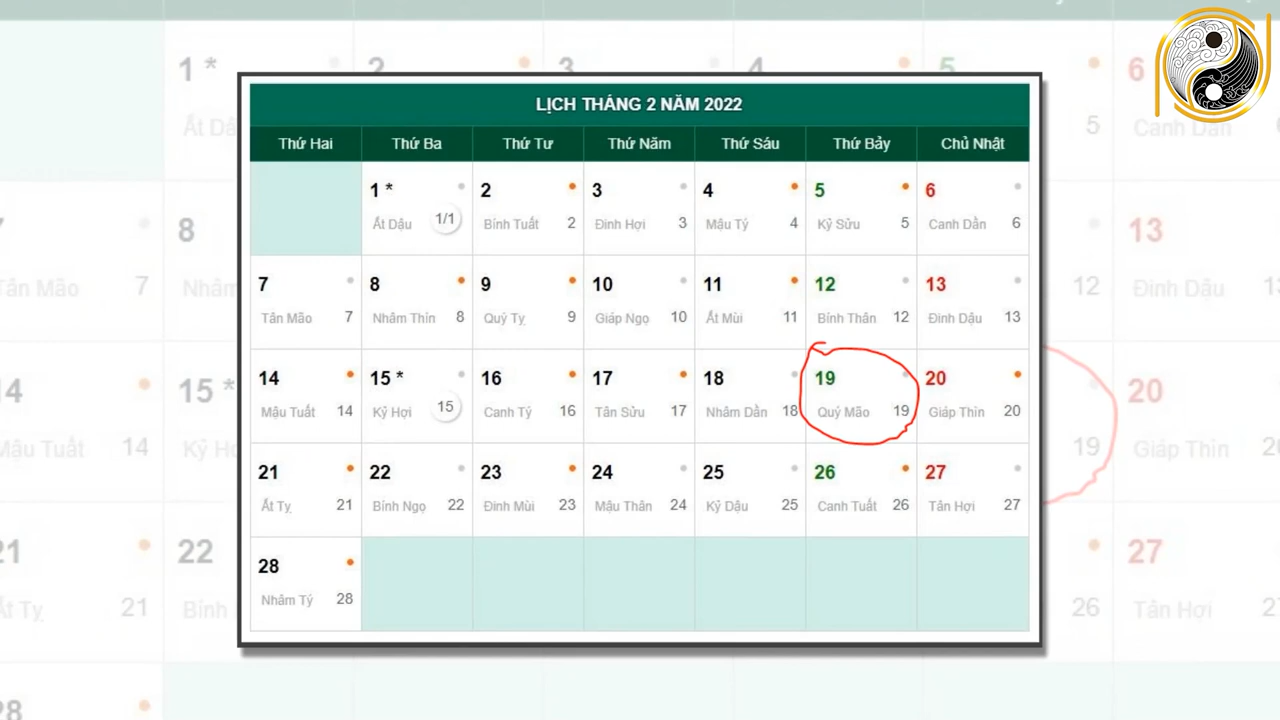 LỊCH THÁNG 2 NĂM 2022
Thứ Hai Thứ Ba Thứ Tư Thứ Năm Thứ Sáu Thứ Bảy Chủ Nhật
1 * 2 3 4 5 6
Ất Dậu 1/1 Bính Tuất 2 Đinh Hợi 3 Mậu Tý 4 Kỷ Sửu 5 Canh Dần 6
7 8 9 10 11 12 13
Tân Mão 7 Nhâm Thìn 8 Quý Tỵ 9 Giáp Ngọ 10 Ất Mùi 11 Bính Thân 12 Đinh Dậu 13
14 15 * 16 17 18 19 20
Mậu Tuất 14 Kỷ Hợi 15 Canh Tý 16 Tân Sửu 17 Nhâm Dần 18 Quý Mão 19 Giáp Thìn 20
21 22 23 24 25 26 27
Ất Tỵ 21 Bính Ngọ 22 Đinh Mùi 23 Mậu Thân 24 Kỷ Dậu 25 Canh Tuất 26 Tân Hợi 27
28
Nhâm Tý 28